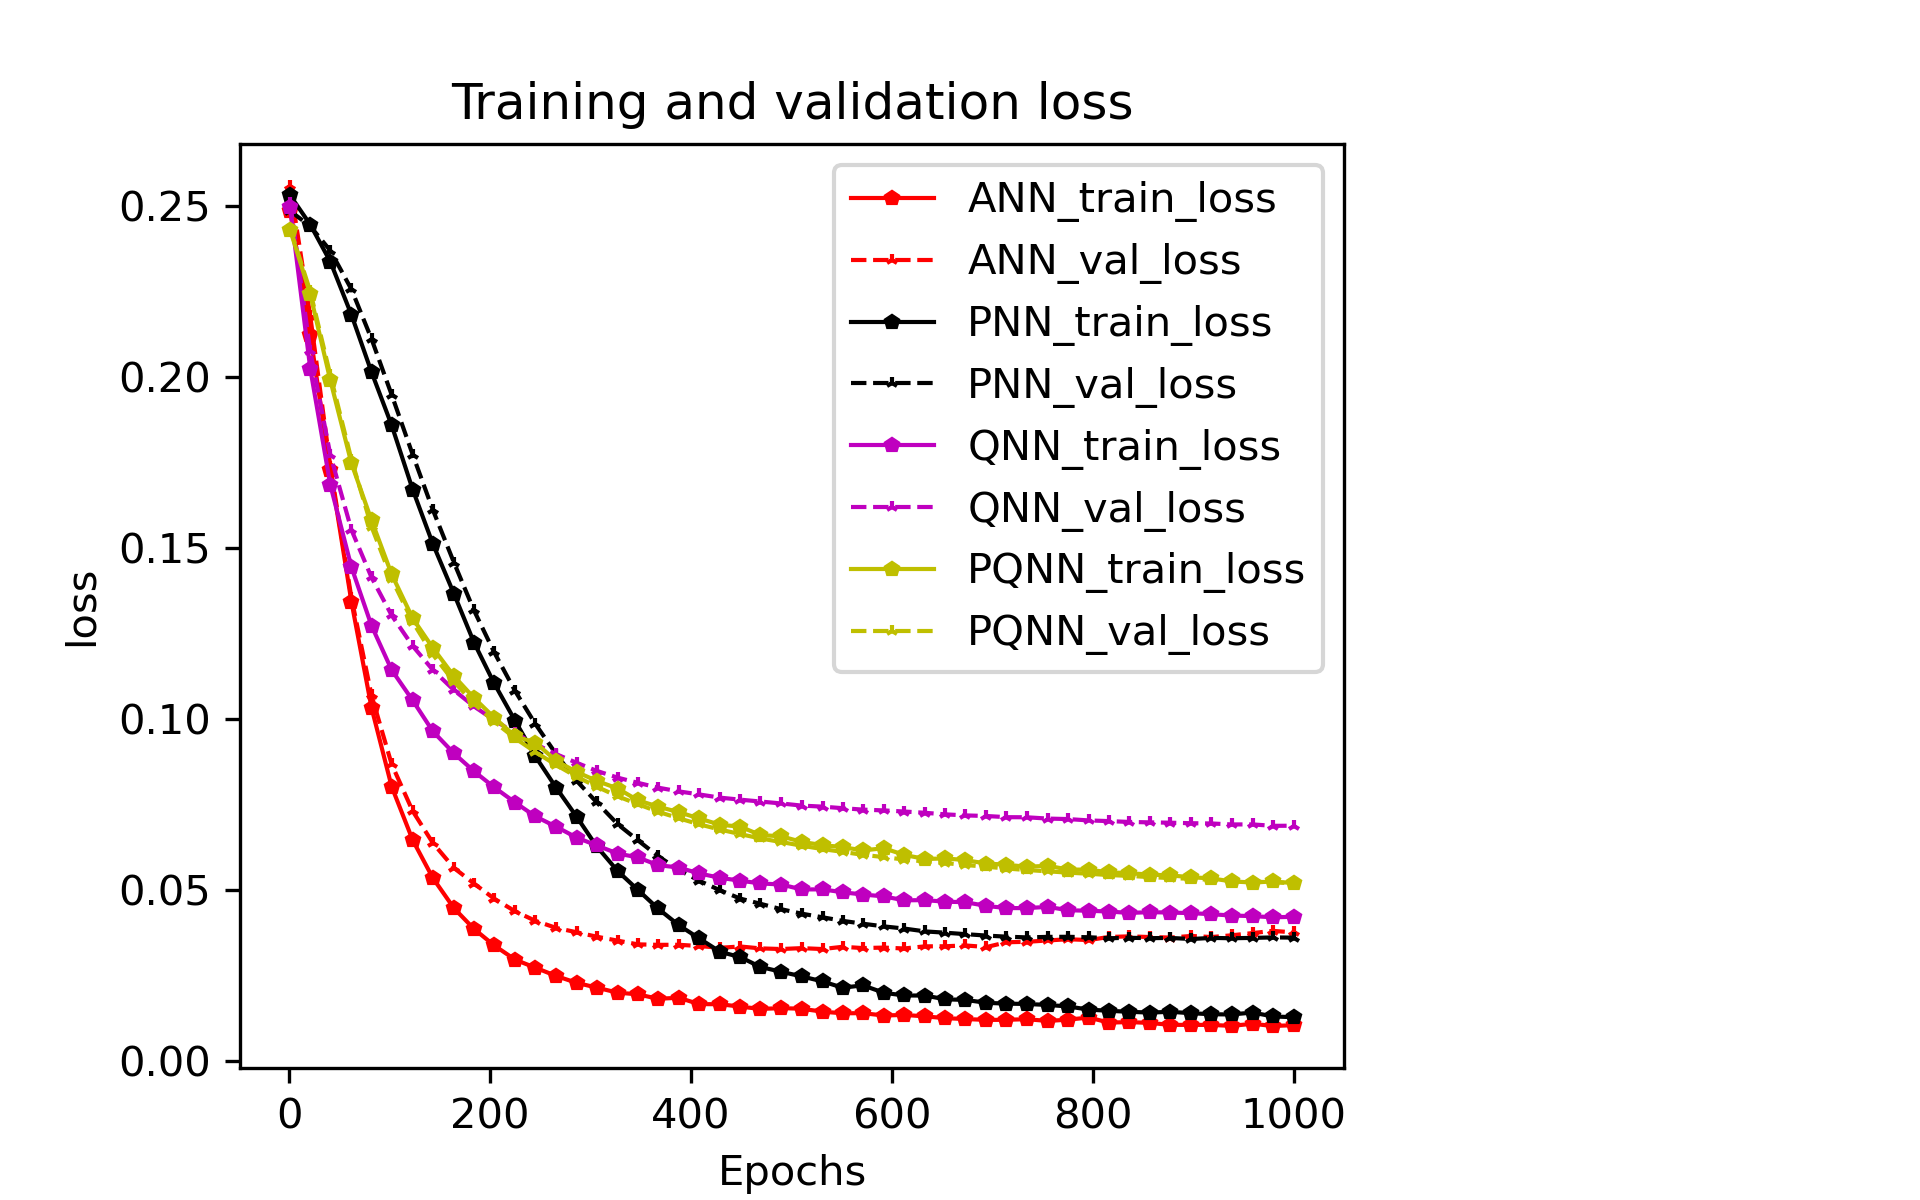 Training and validation loss
0.25
0.20
0.15
0.10
0.05
0.00
loss
ANN_train_loss
ANN_val_loss
PNN_train_loss
PNN_val_loss
QNN_train_loss
QNN_val_loss
PQNN_train_loss
PQNN_val_loss
0 200 400 600 800 1000
Epochs